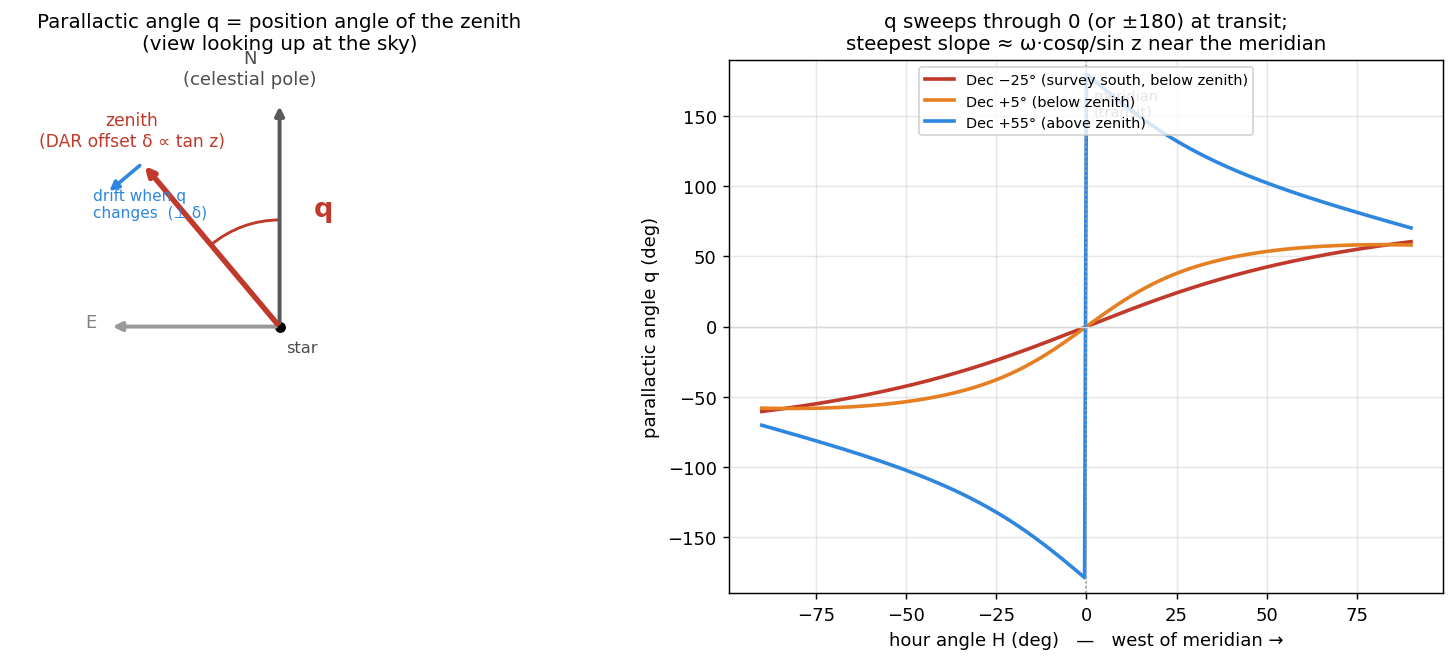 Parallactic angle q = position angle of the zenith
(view looking up at the sky)
N
(celestial pole)
zenith
(DAR offset δ ∝ tan z)
drift when q
changes  (⊥ δ)
q
E
star
q sweeps through 0 (or ±180) at transit;
steepest slope ≈ ω·cosφ/sin z near the meridian
Dec −25° (survey south, below zenith)
Dec +5° (below zenith)
Dec +55° (above zenith)
meridian
(transit)
parallactic angle q (deg)
150
100
50
0
−50
−100
−150
−75
−50
−25
0
25
50
75
hour angle H (deg)   —   west of meridian →